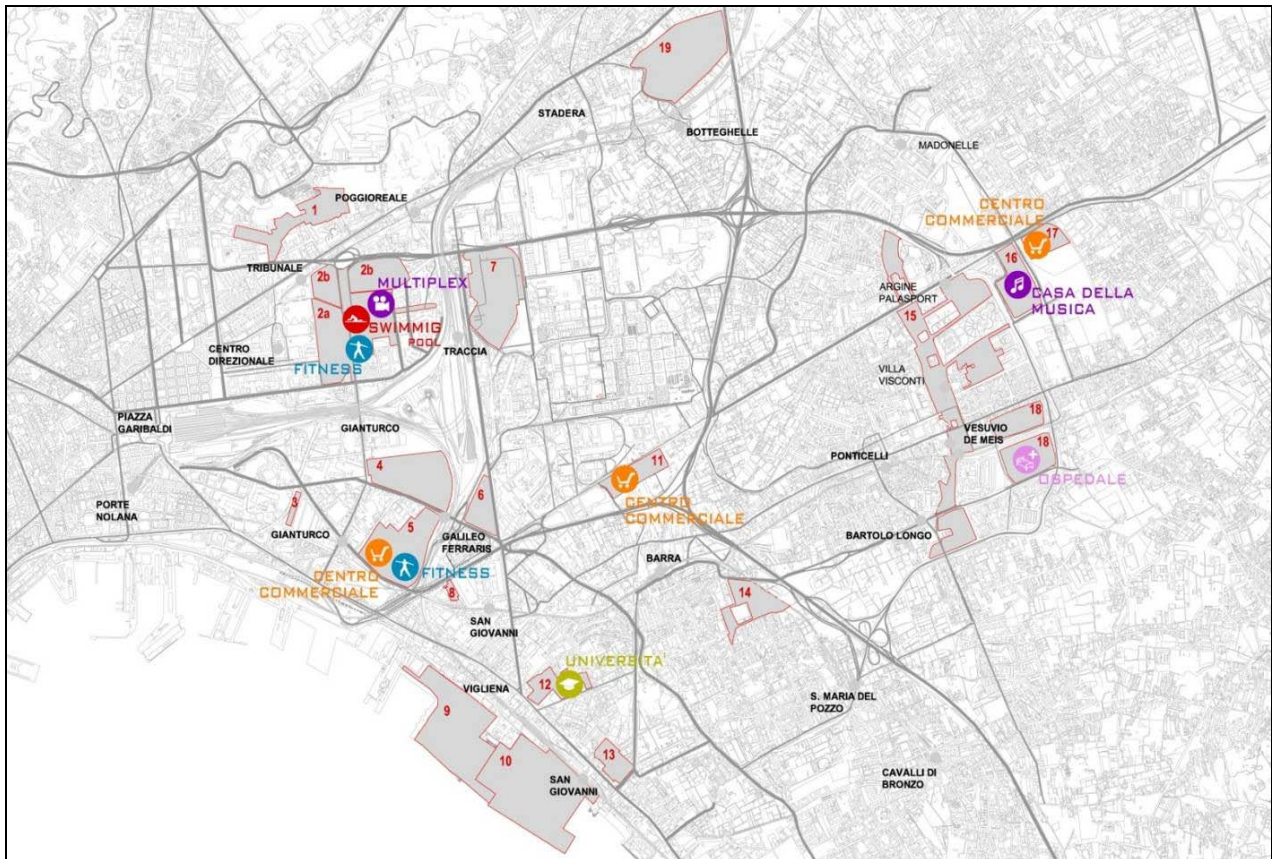 19
STADERA
BOTTEGHELLE
MADONELLE
POGGIOREALE
1
CENTRO
COMMERCIALE
17
TRIBUNALE
2b
2b
7
16
MULTIPLEX
ARGINE
PALASPORT
CASA DELLA
MUSICA
2a
SWIMMIG
POOL
15
CENTRO
DIREZIONALE
TRACCIA
FITNESS
VILLA
VISCONTI
PIAZZA
GARIBALDI
GIANTURCO
18
VESUVIO
DE MEIS
18
PONTICELLI
4
11
OSPEDALE
6
3
PORTE
NOLANA
CENTRO
COMMERCIALE
5
GIANTURCO
GALILEO
FERRARIS
BARTOLO LONGO
BARRA
CENTRO
COMMERCIALE
FITNESS
8
14
SAN
GIOVANNI
UNIVERSITA'
12
VIGLIENA
S. MARIA DEL
POZZO
9
10
13
SAN
GIOVANNI
CAVALLI DI
BRONZO